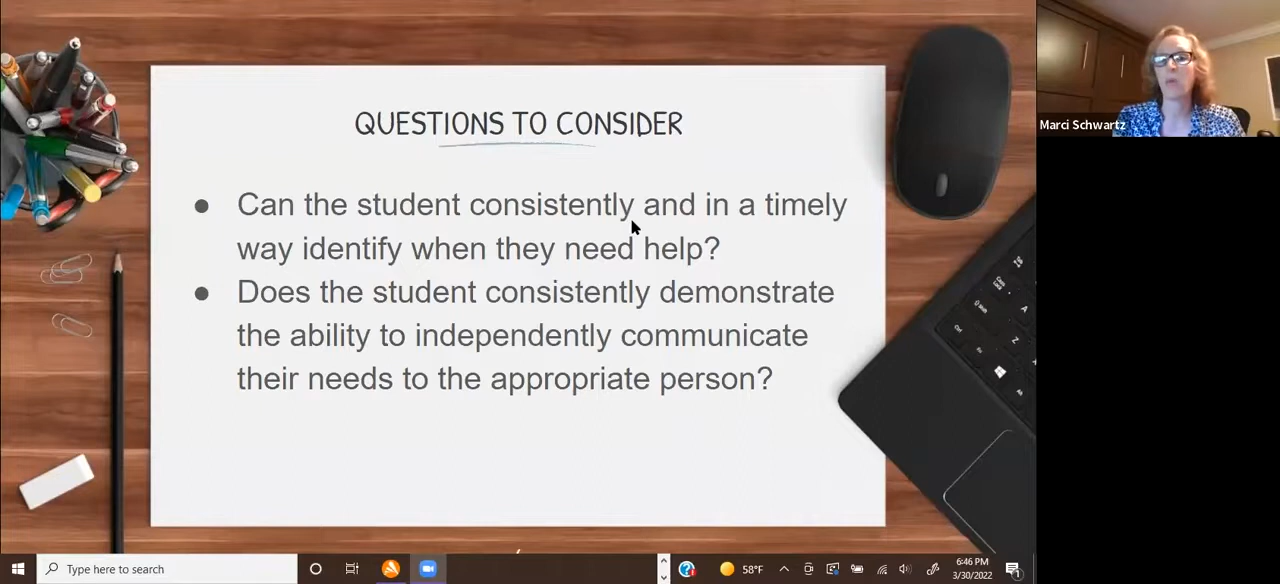 QUESTIONS TO CONSIDER
Marci Schwartz
● Can the student consistently and in a timely
way identify when they need help?
● Does the student consistently demonstrate
the ability to independently communicate
their needs to the appropriate person?
Type here to search
58°F
6:46 PM
3/30/2022